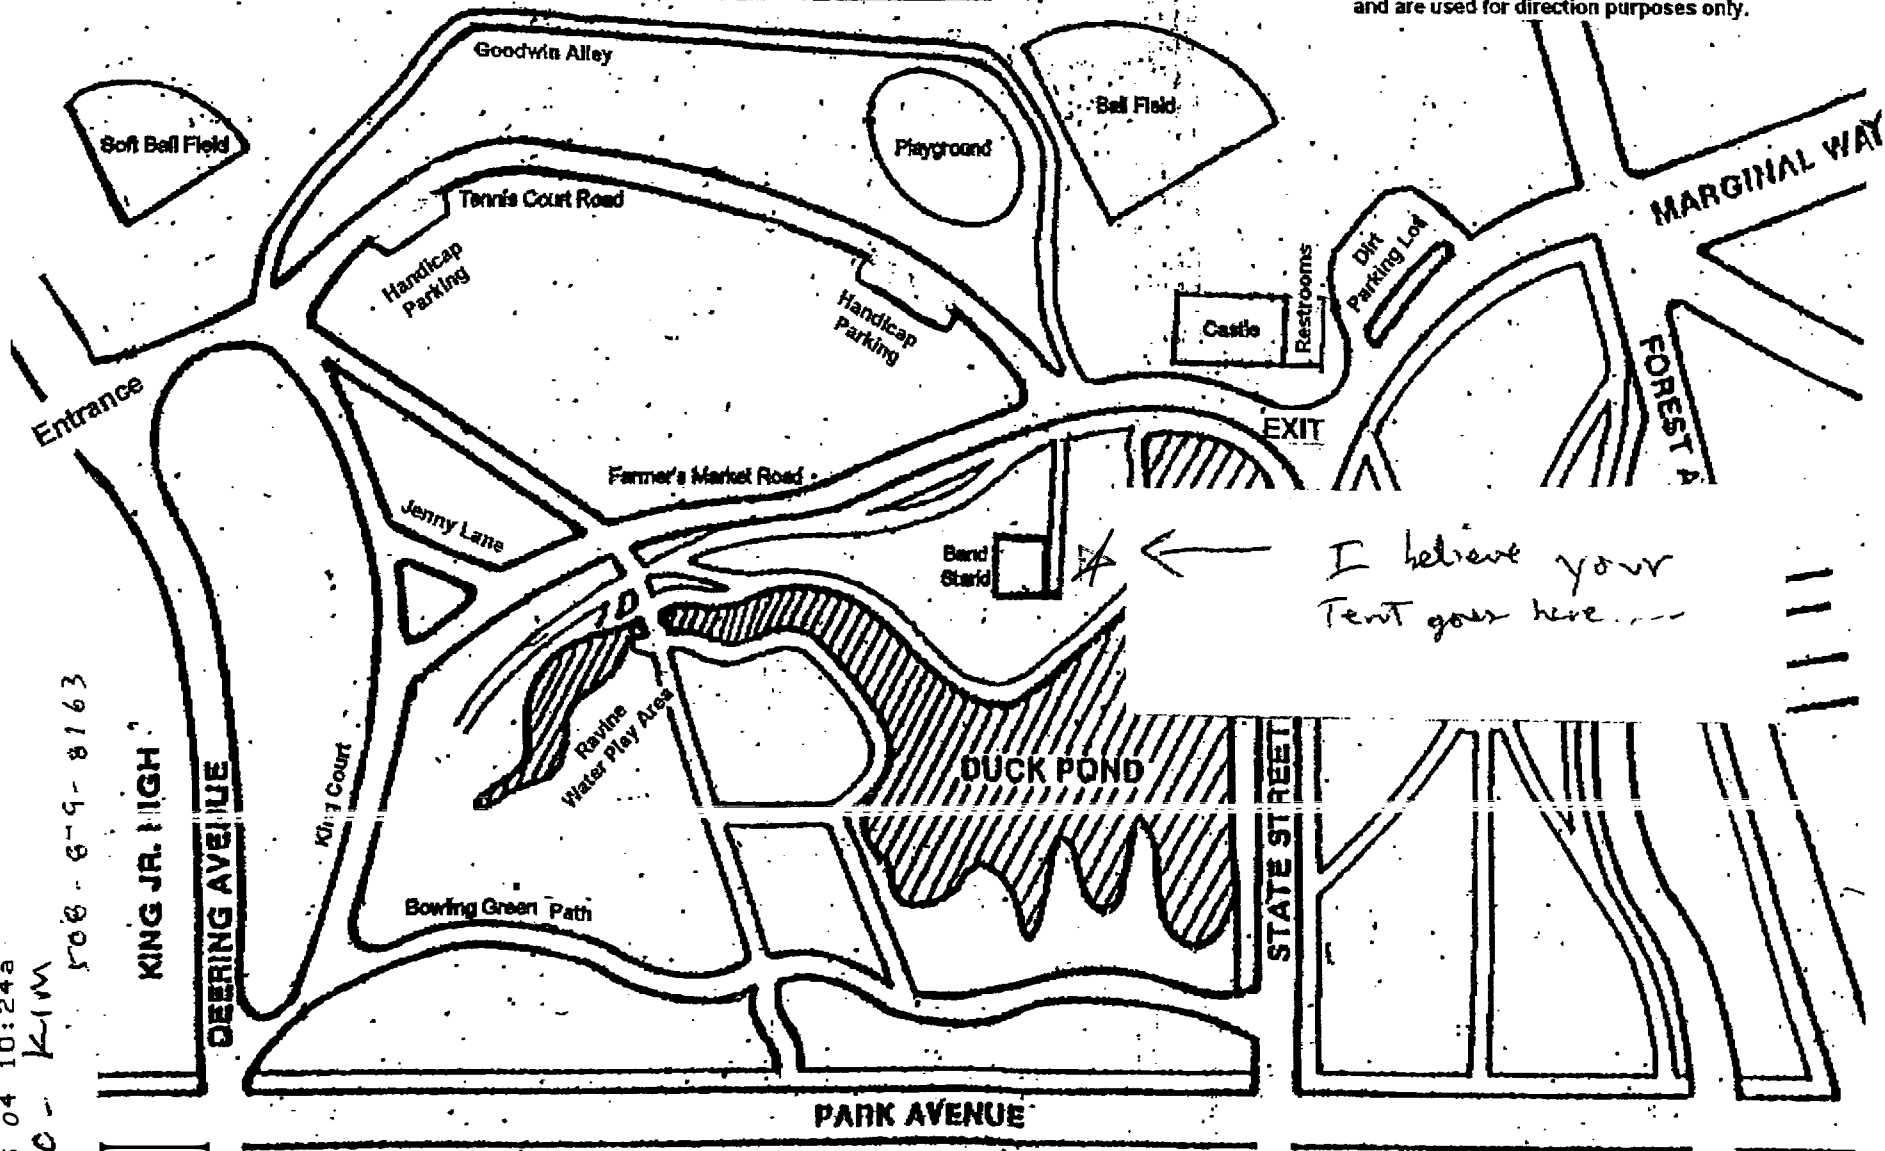 and are used for direction purposes only.
Goodwin Alley
Soft Ball Field
Playground
Ball Field
MARGINAL WAY
Tennis Court Road
Handicap
Parking
Handicap
Parking
Castle
Restrooms
Dirt
Parking Lot
FOREST A
Entrance
EXIT
Farmer's Market Road
Jenny Lane
Band
Stand
I believe your
Tent goes here....
Ravine
Water Play Area
DUCK POND
STATE STREET
King Court
KING JR. HIGH
DEERING AVENUE
Bowling Green Path
PARK AVENUE
04 10:24a
KIM